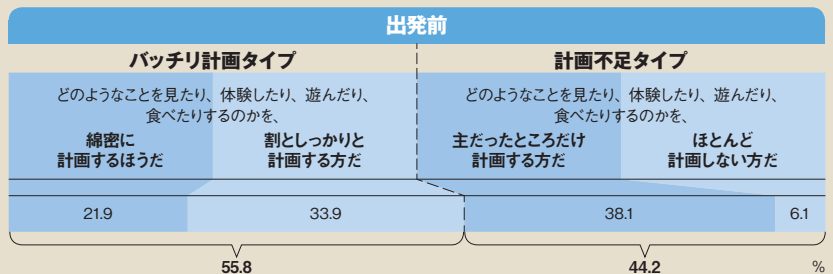 出発前
バッチリ計画タイプ
計画不足タイプ
どのようなことを見たり、体験したり、遊んだり、
食べたりするのかを、
どのようなことを見たり、体験したり、遊んだり、
食べたりするのかを、
綿密に
計画するほうだ
割としっかりと
計画する方だ
主だったところだけ
計画する方だ
ほとんど
計画しない方だ
21.9
33.9
38.1
6.1
55.8
44.2
%